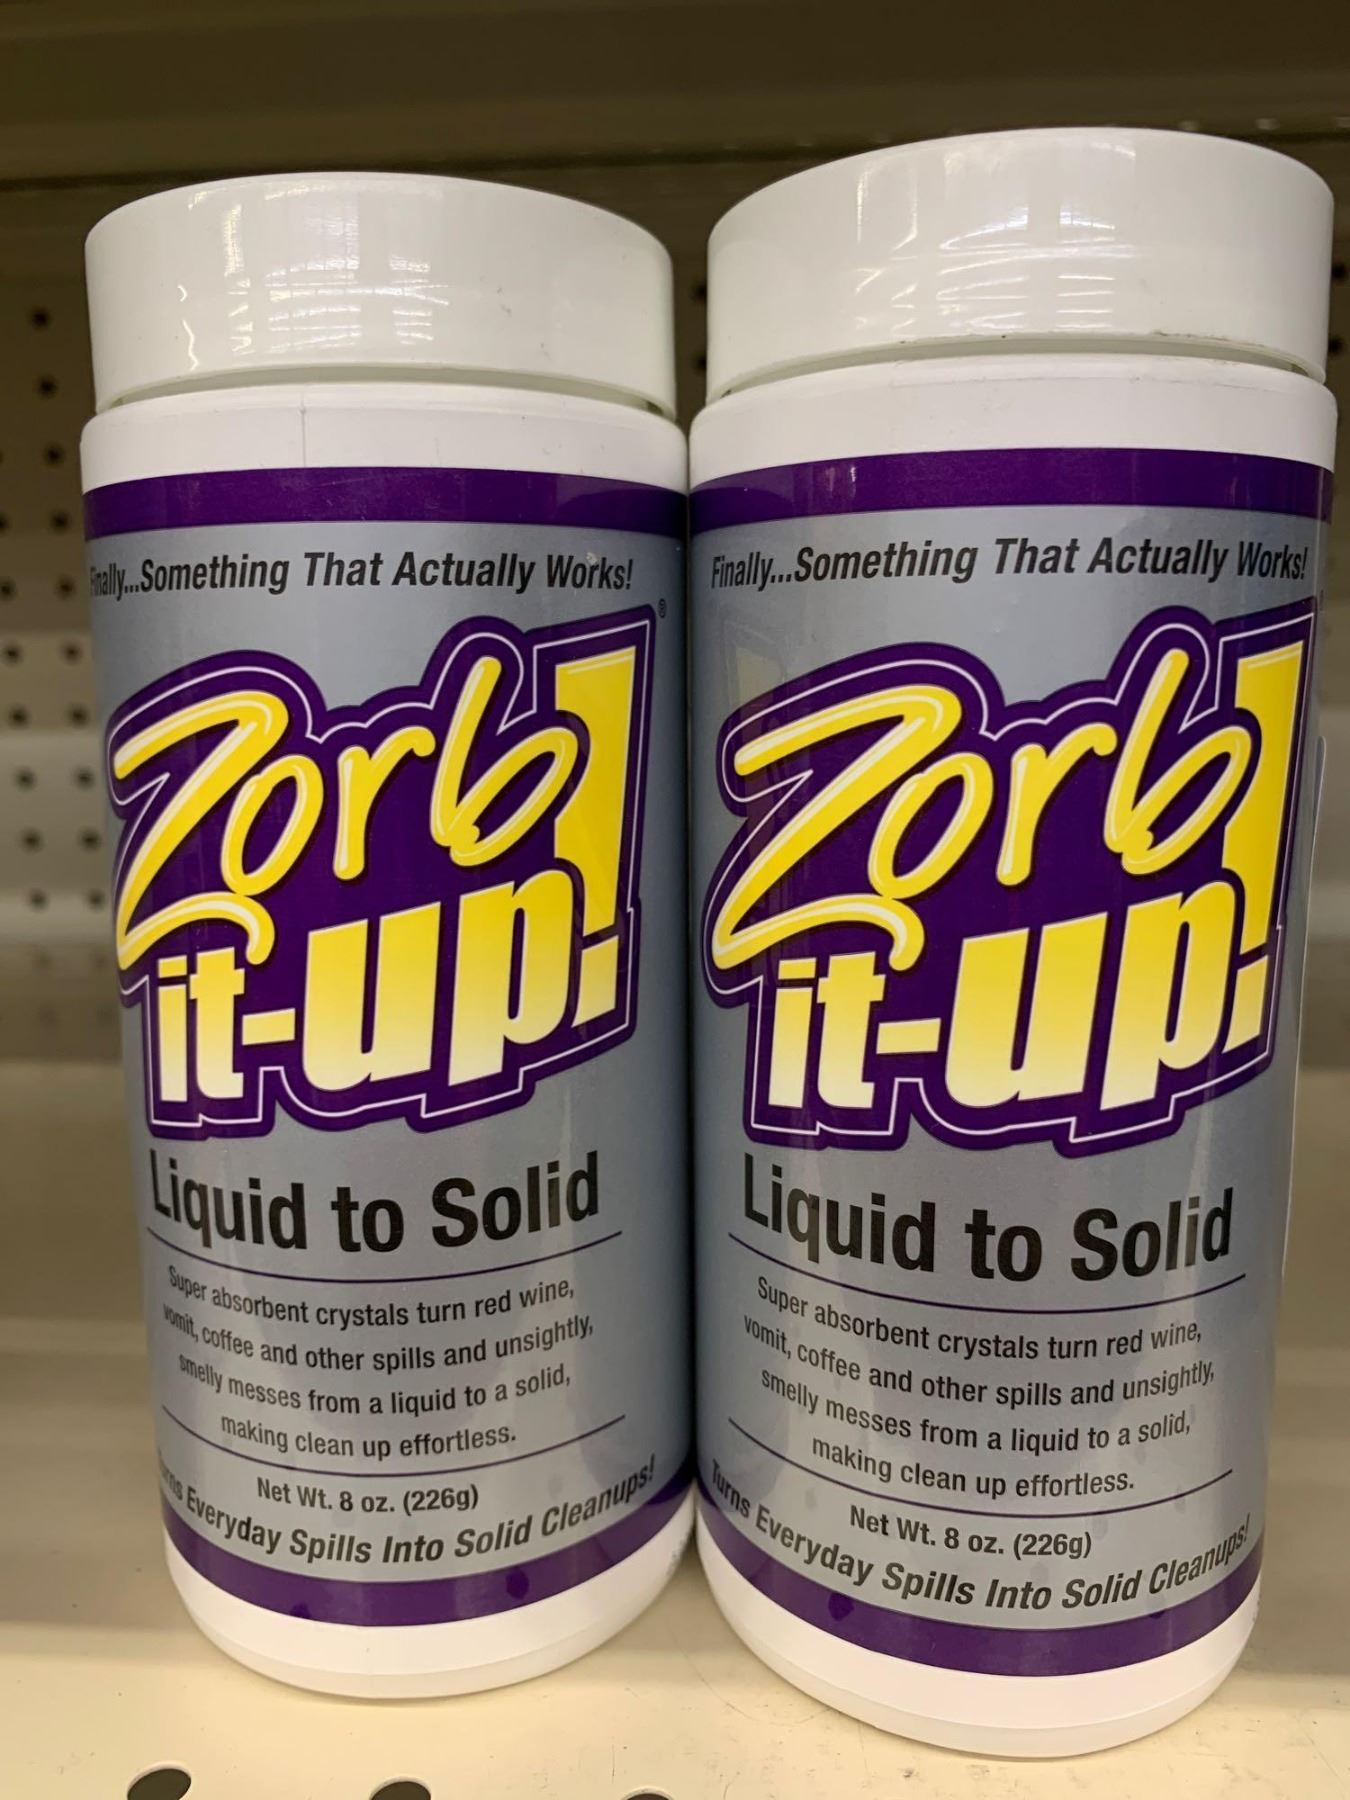 Finally...Something That Actually Works!
Zorb
it-up!
®
Liquid to Solid
Super absorbent crystals turn red wine,
vomit, coffee and other spills and unsightly,
smelly messes from a liquid to a solid,
making clean up effortless.
Net Wt. 8 oz. (226g)
Turns Everyday Spills Into Solid Cleanups!
Finally...Something That Actually Works!
Zorb
it-up!
Liquid to Solid
Super absorbent crystals turn red wine,
vomit, coffee and other spills and unsightly,
smelly messes from a liquid to a solid,
making clean up effortless.
Net Wt. 8 oz. (226g)
Turns Everyday Spills Into Solid Cleanups!